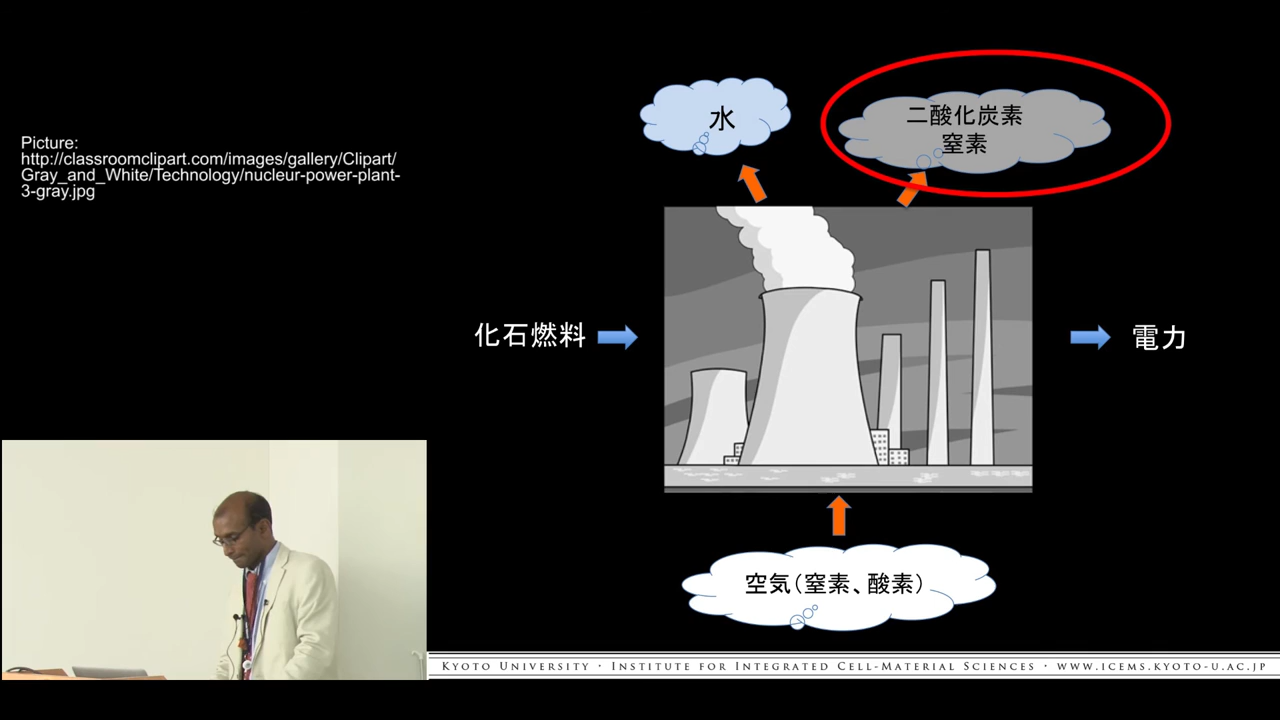 Picture:
http://classroomclipart.com/images/gallery/Clipart/
Gray_and_White/Technology/nucleur-power-plant-
3-gray.jpg
水
二酸化炭素
窒素
化石燃料
電力
空気(窒素、酸素)
KYOTO UNIVERSITY · INSTITUTE FOR INTEGRATED CELL-MATERIAL SCIENCES · WWW.ICEMS.KYOTO-U.AC.JP